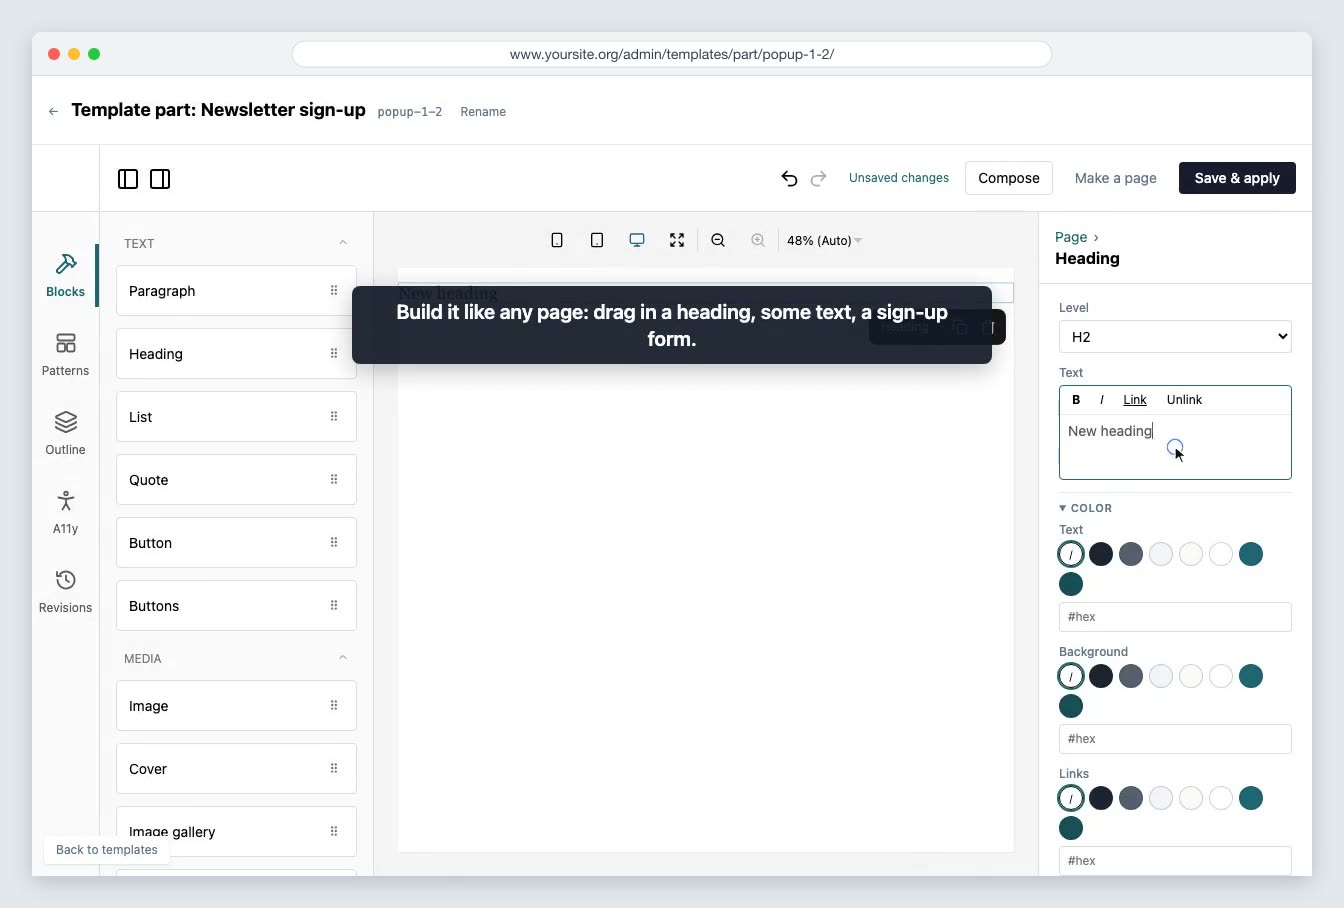 www.yoursite.org/admin/templates/part/popup-1-2/
← Template part: Newsletter sign-up popup-1-2 Rename
Unsaved changes Compose Make a page Save & apply
Blocks
Patterns
Outline
A11y
Revisions
TEXT
Paragraph
Heading
List
Quote
Button
Buttons
MEDIA
Image
Cover
Image gallery
Back to templates
48% (Auto)
New heading
Heading
Build it like any page: drag in a heading, some text, a sign-up
form.
Page ›
Heading
Level
H2
Text
B I Link Unlink
New heading
COLOR
Text
/
#hex
Background
/
#hex
Links
/
#hex